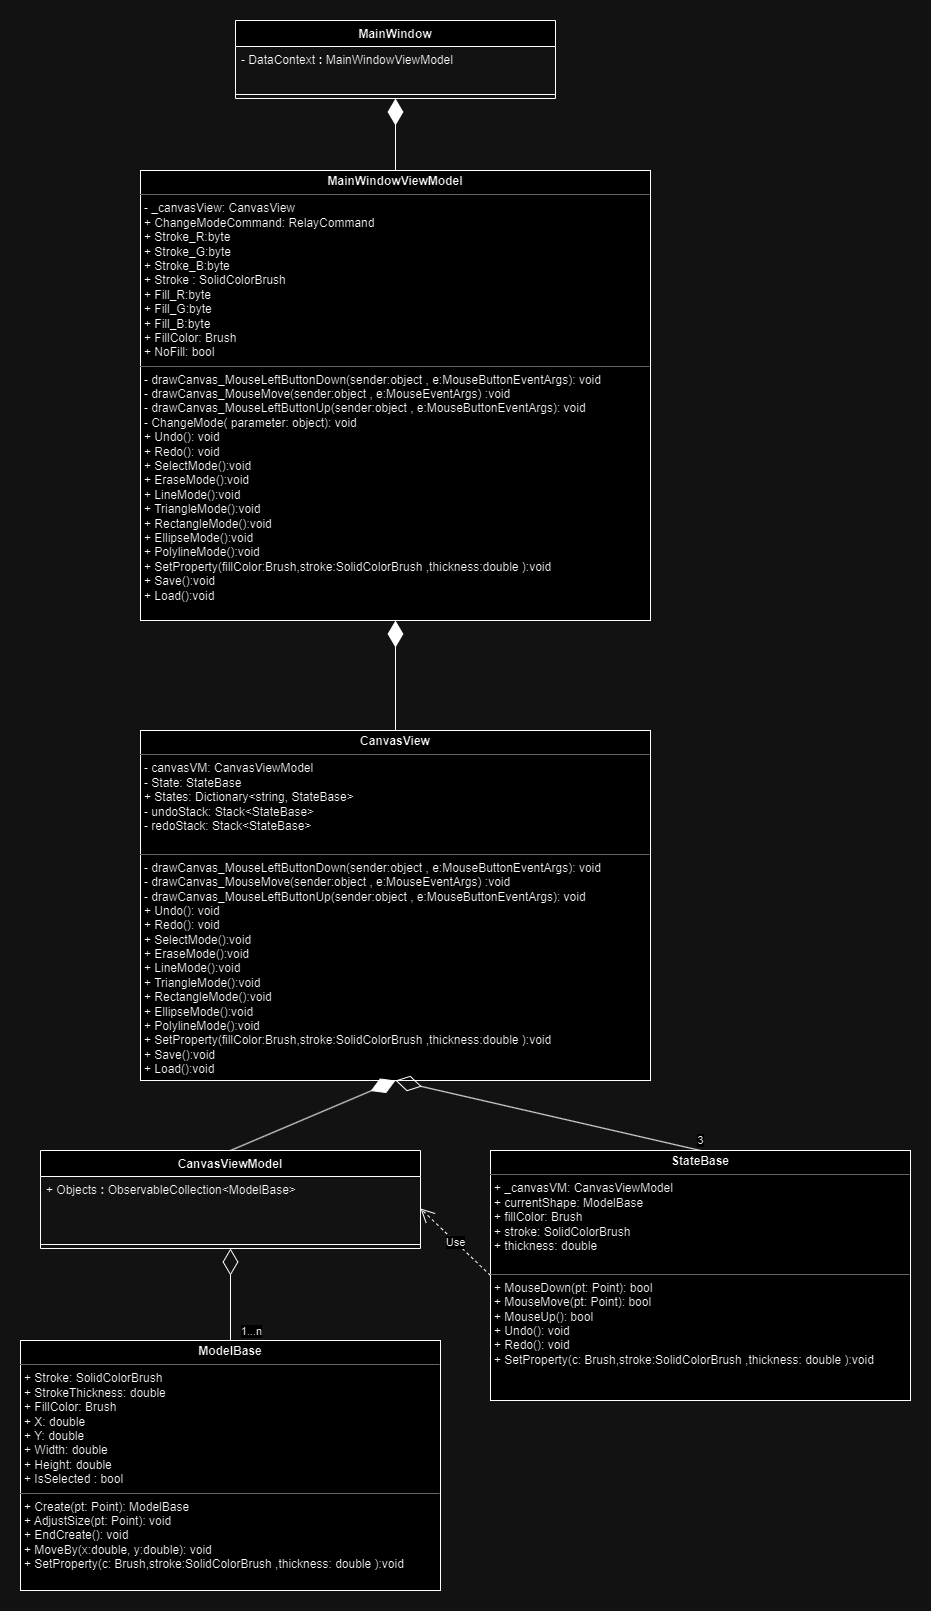 MainWindow
- DataContext : MainWindowViewModel
MainWindowViewModel
- _canvasView: CanvasView
+ ChangeModeCommand: RelayCommand
+ Stroke_R:byte
+ Stroke_G:byte
+ Stroke_B:byte
+ Stroke : SolidColorBrush
+ Fill_R:byte
+ Fill_G:byte
+ Fill_B:byte
+ FillColor: Brush
+ NoFill: bool
- drawCanvas_MouseLeftButtonDown(sender:object , e:MouseButtonEventArgs): void
- drawCanvas_MouseMove(sender:object , e:MouseEventArgs) :void
- drawCanvas_MouseLeftButtonUp(sender:object , e:MouseButtonEventArgs): void
- ChangeMode( parameter: object): void
+ Undo(): void
+ Redo(): void
+ SelectMode():void
+ EraseMode():void
+ LineMode():void
+ TriangleMode():void
+ RectangleMode():void
+ EllipseMode():void
+ PolylineMode():void
+ SetProperty(fillColor:Brush,stroke:SolidColorBrush ,thickness:double ):void
+ Save():void
+ Load():void
CanvasView
- canvasVM: CanvasViewModel
- State: StateBase
+ States: Dictionary<string, StateBase>
- undoStack: Stack<StateBase>
- redoStack: Stack<StateBase>
- drawCanvas_MouseLeftButtonDown(sender:object , e:MouseButtonEventArgs): void
- drawCanvas_MouseMove(sender:object , e:MouseEventArgs) :void
- drawCanvas_MouseLeftButtonUp(sender:object , e:MouseButtonEventArgs): void
+ Undo(): void
+ Redo(): void
+ SelectMode():void
+ EraseMode():void
+ LineMode():void
+ TriangleMode():void
+ RectangleMode():void
+ EllipseMode():void
+ PolylineMode():void
+ SetProperty(fillColor:Brush,stroke:SolidColorBrush ,thickness:double ):void
+ Save():void
+ Load():void
CanvasViewModel
+ Objects : ObservableCollection<ModelBase>
3
StateBase
+ _canvasVM: CanvasViewModel
+ currentShape: ModelBase
+ fillColor: Brush
+ stroke: SolidColorBrush
+ thickness: double
+ MouseDown(pt: Point): bool
+ MouseMove(pt: Point): bool
+ MouseUp(): bool
+ Undo(): void
+ Redo(): void
+ SetProperty(c: Brush,stroke:SolidColorBrush ,thickness: double ):void
Use
1...n
ModelBase
+ Stroke: SolidColorBrush
+ StrokeThickness: double
+ FillColor: Brush
+ X: double
+ Y: double
+ Width: double
+ Height: double
+ IsSelected : bool
+ Create(pt: Point): ModelBase
+ AdjustSize(pt: Point): void
+ EndCreate(): void
+ MoveBy(x:double, y:double): void
+ SetProperty(c: Brush,stroke:SolidColorBrush ,thickness: double ):void